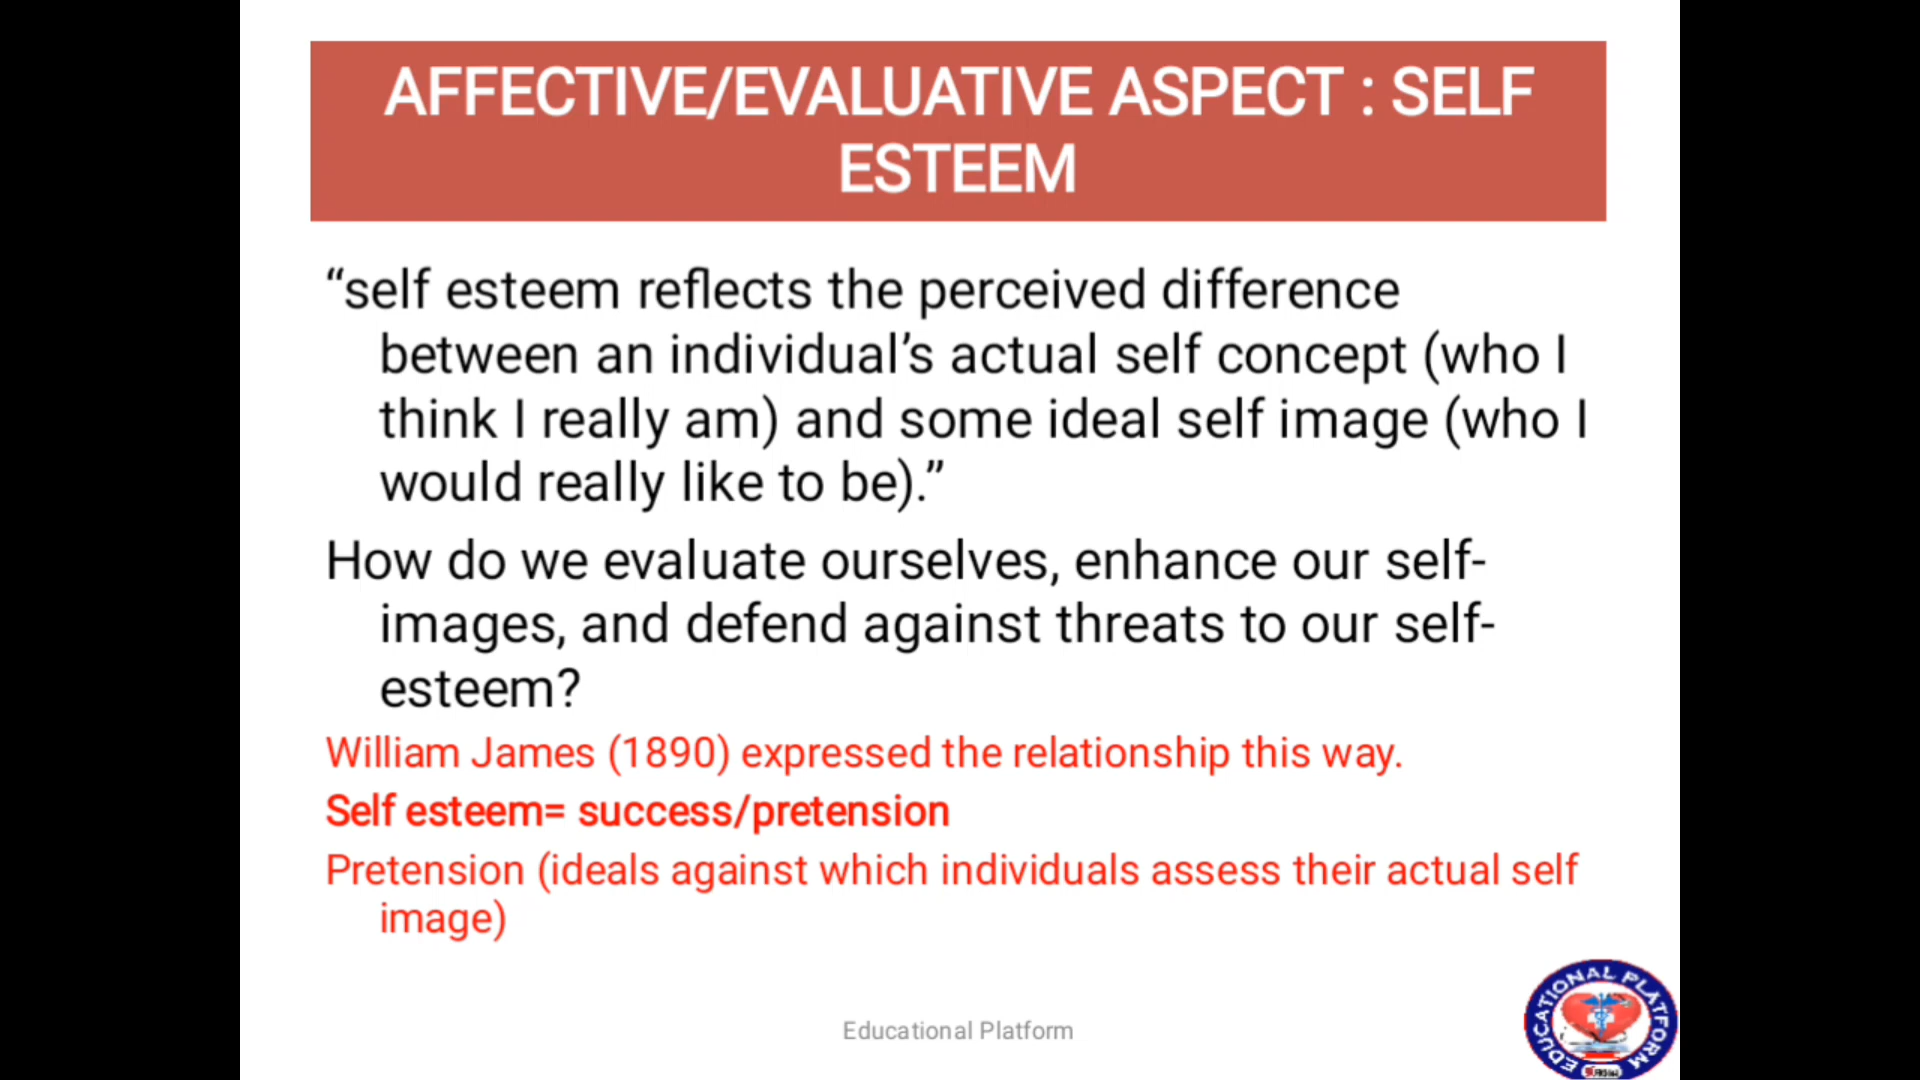 AFFECTIVE/EVALUATIVE ASPECT : SELF
ESTEEM
“self esteem reflects the perceived difference
between an individual’s actual self concept (who I
think I really am) and some ideal self image (who I
would really like to be).”
How do we evaluate ourselves, enhance our self-
images, and defend against threats to our self-
esteem?
William James (1890) expressed the relationship this way.
Self esteem= success/pretension
Pretension (ideals against which individuals assess their actual self
image)
Educational Platform
EDUCATIONAL PLATFORM